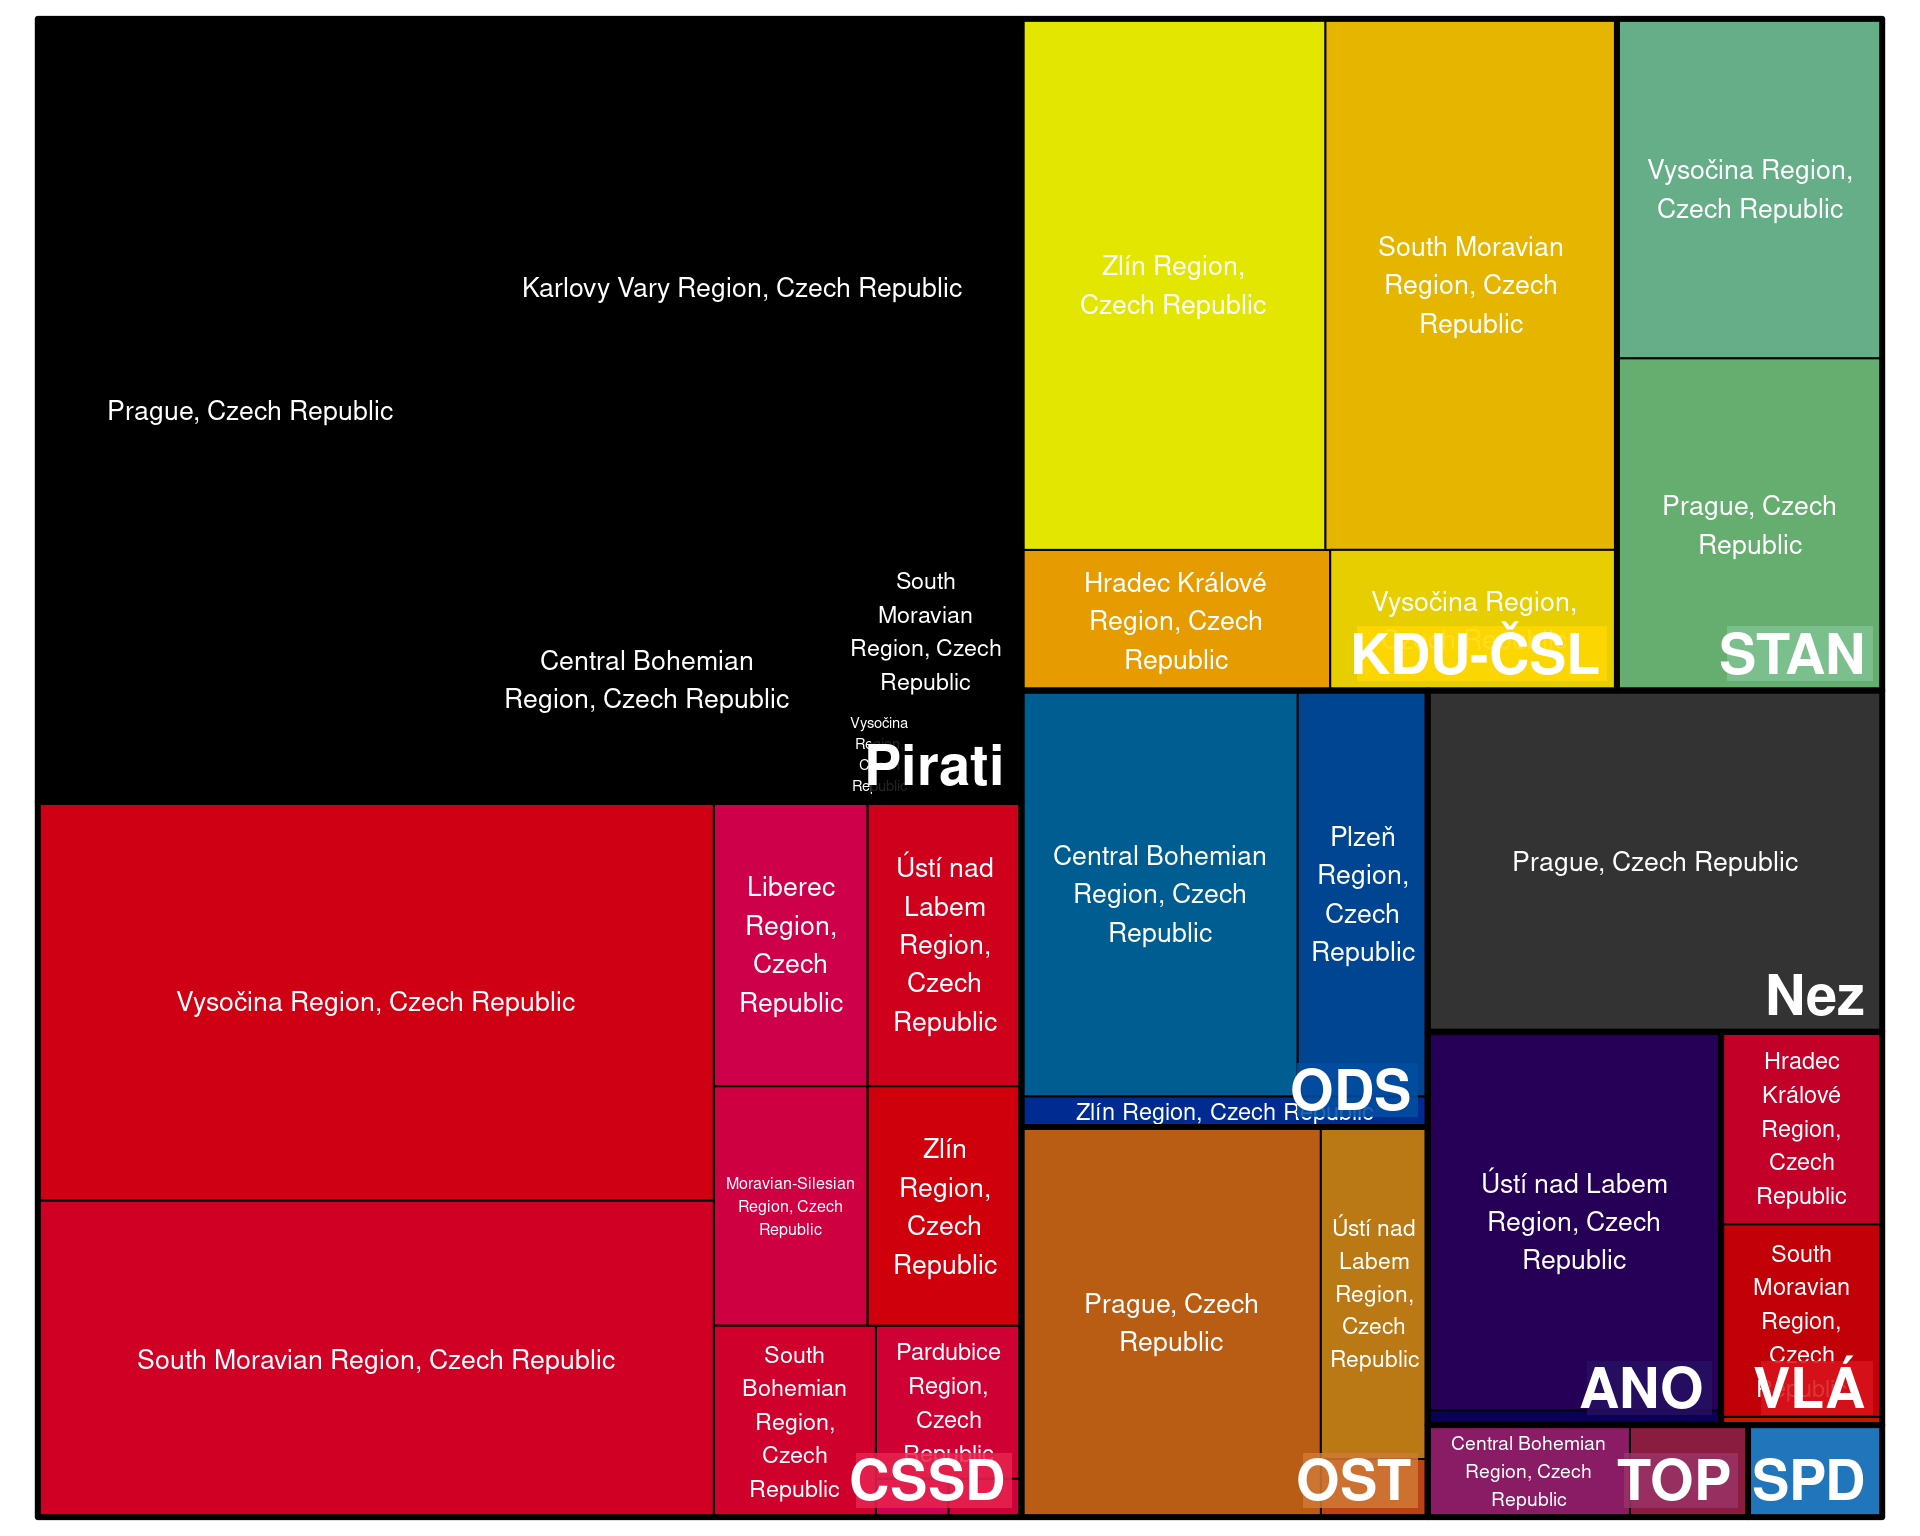 Karlovy Vary Region, Czech Republic
Prague, Czech Republic
Central Bohemian
Region, Czech Republic
South
Moravian
Region, Czech
Republic
Vysočina
Pirati
Zlín Region,
Czech Republic
South Moravian
Region, Czech
Republic
Hradec Králové
Region, Czech
Republic
Vysočina Region,
KDU-ČSL
Vysočina Region,
Czech Republic
Prague, Czech
Republic
STAN
Vysočina Region, Czech Republic
South Moravian Region, Czech Republic
Liberec
Region,
Czech
Republic
Ústí nad
Labem
Region,
Czech
Republic
Moravian-Silesian
Region, Czech
Republic
Zlín
Region,
Czech
Republic
South
Bohemian
Region,
Czech
Republic
Pardubice
Region,
Czech
Republic
CSSD
Central Bohemian
Region, Czech
Republic
Plzeň
Region,
Czech
Republic
Zlín Region, Czech Republic
ODS
Prague, Czech Republic
Nez
Prague, Czech
Republic
Ústí nad
Labem
Region,
Czech
Republic
OST
Ústí nad Labem
Region, Czech
Republic
ANO
Hradec
Králové
Region,
Czech
Republic
South
Moravian
Region,
Czech
VLÁ
Central Bohemian
Region, Czech
Republic
TOP
SPD